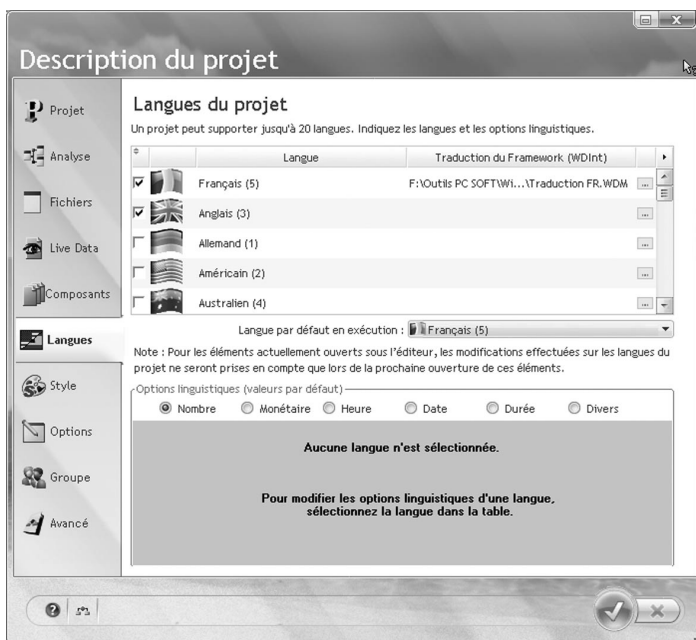 Description du projet
Projet
Analyse
Fichiers
Live Data
Composants
Langues
Style
Options
Groupe
Avancé
Langues du projet
Un projet peut supporter jusqu'à 20 langues. Indiquez les langues et les options linguistiques.
Langue Traduction du Framework (WDInt)
Français (5) F:\Outils PC SOFT\Wi...\Traduction FR.WDM ...
Anglais (3) ...
Allemand (1) ...
Américain (2) ...
Australien (4) ...
Langue par défaut en exécution : Français (5)
Note : Pour les éléments actuellement ouverts sous l'éditeur, les modifications effectuées sur les langues du
projet ne seront prises en compte que lors de la prochaine ouverture de ces éléments.
Options linguistiques (valeurs par défaut)
Nombre Monétaire Heure Date Durée Divers
Aucune langue n'est sélectionnée.
Pour modifier les options linguistiques d'une langue,
sélectionnez la langue dans la table.